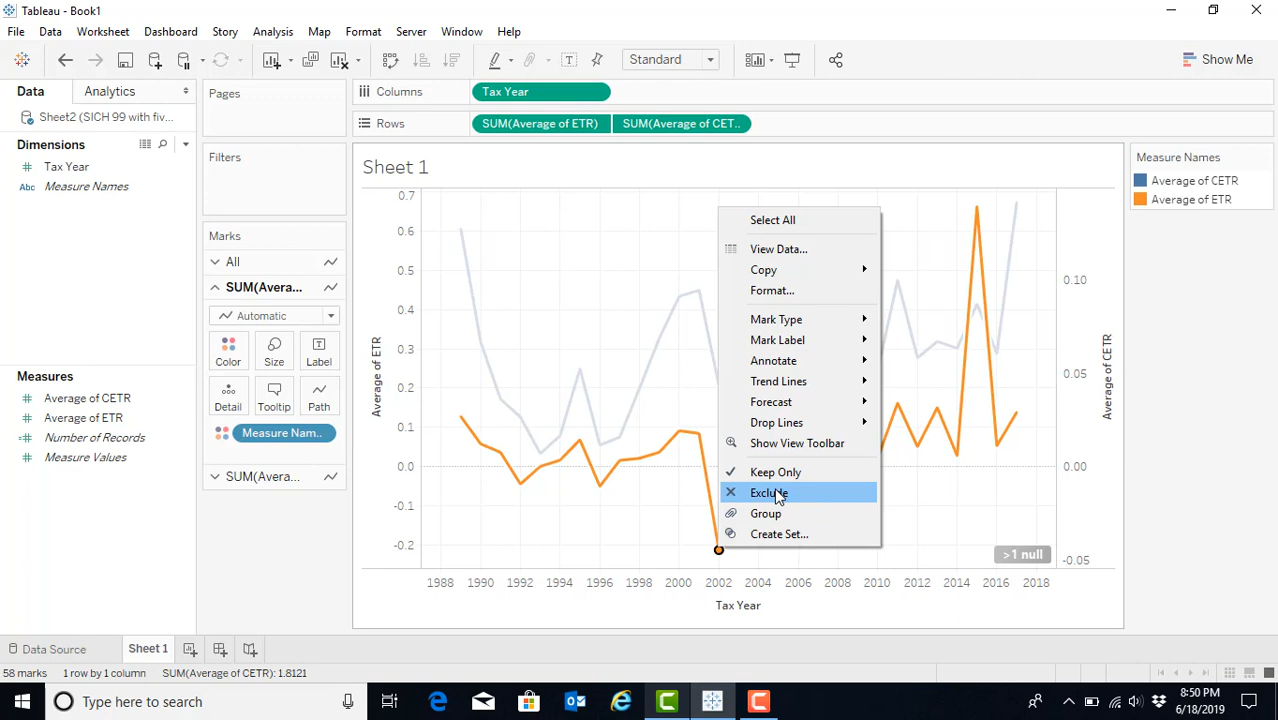 Tableau - Book1
File Data Worksheet Dashboard Story Analysis Map Format Server Window Help
Standard
Show Me
Data Analytics
Sheet2 (SICH 99 with fiv...
Dimensions
Tax Year
Abc Measure Names
Measures
Average of CETR
Average of ETR
Number of Records
Measure Values
Pages
Filters
Marks
All
SUM(Avera...
Automatic
Color Size Label
Detail Tooltip Path
Measure Nam..
SUM(Avera...
Columns Tax Year
Rows SUM(Average of ETR) SUM(Average of CET..
Sheet 1
0.7
0.6
0.5
0.4
0.3
0.2
0.1
0.0
-0.1
-0.2
Average of ETR
Select All
View Data...
Copy
Format...
Mark Type
Mark Label
Annotate
Trend Lines
Forecast
Drop Lines
Show View Toolbar
Keep Only
Exclude
Group
Create Set...
0.10
0.05
0.00
-0.05
Average of CETR
>1 null
1988 1990 1992 1994 1996 1998 2000 2002 2004 2006 2008 2010 2012 2014 2016 2018
Tax Year
Measure Names
Average of CETR
Average of ETR
Data Source Sheet 1
58 marks 1 row by 1 column SUM(Average of CETR): 1.8121
Type here to search
8:50 PM
6/18/2019